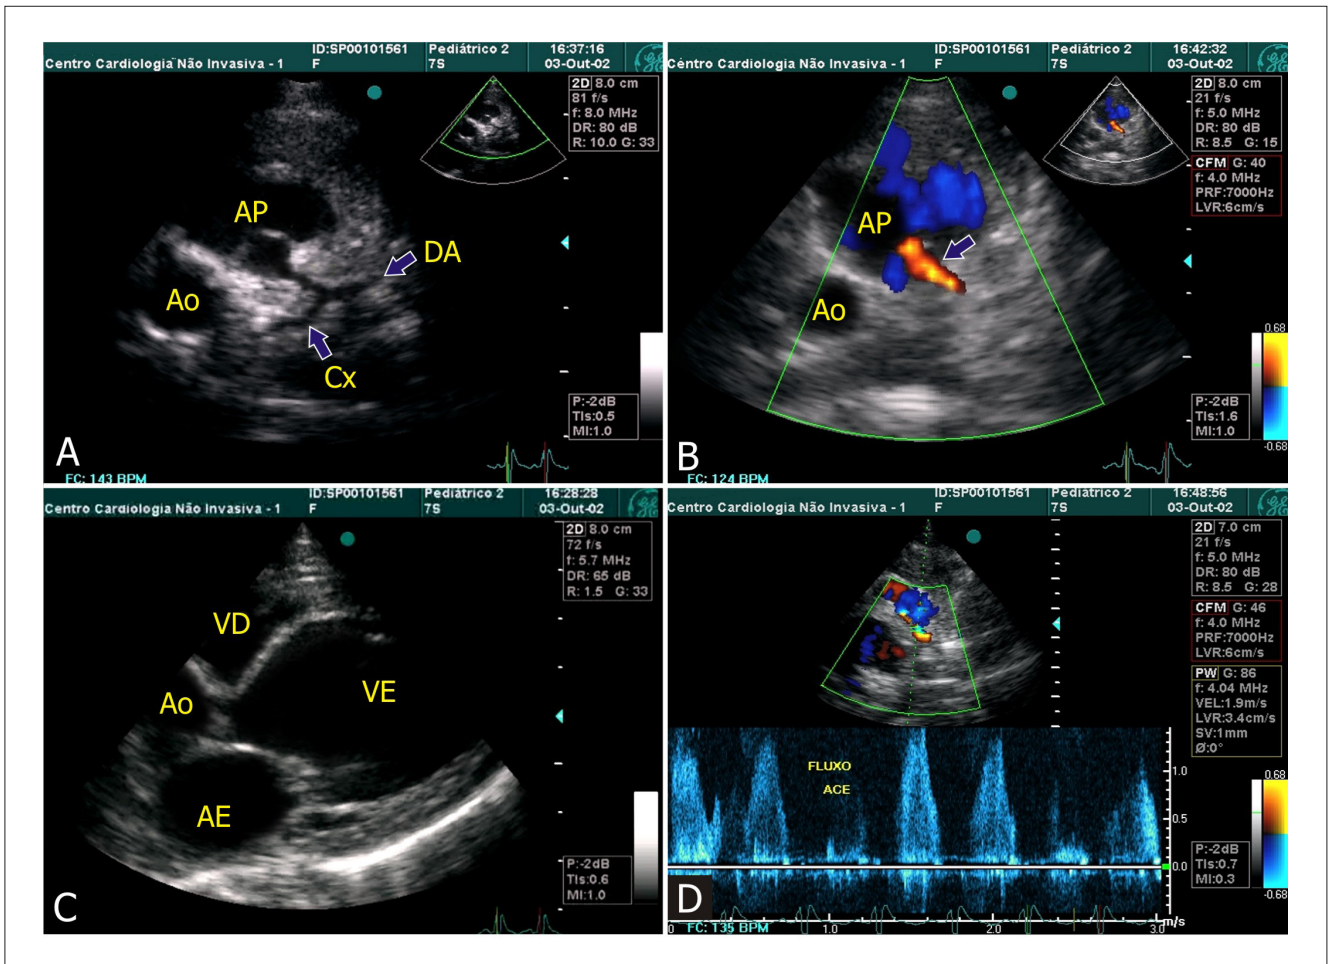 ID:SP00101561 Pediátrico 2 16:37:16
Centro Cardiologia Não Invasiva - 1 F 7S 03-Out-02
2D 8.0 cm
81 f/s
f: 8.0 MHz
DR: 80 dB
R: 10.0 G: 33
AP
DA
Ao
Cx
P:-2dB
TIs:0.5
MI:1.0
A
FC: 143 BPM
ID:SP00101561 Pediátrico 2 16:42:32
Centro Cardiologia Não Invasiva - 1 F 7S 03-Out-02
2D 8.0 cm
21 f/s
f: 5.0 MHz
DR: 80 dB
R: 8.5 G: 15
CFM G: 40
f: 4.0 MHz
PRF:7000Hz
LVR:6cm/s
AP
Ao
0.68
-0.68
P:-2dB
TIs:1.6
MI:1.0
B
FC: 124 BPM
ID:SP00101561 Pediátrico 2 16:28:28
Centro Cardiologia Não Invasiva - 1 F 7S 03-Out-02
2D 8.0 cm
72 f/s
f: 5.7 MHz
DR: 65 dB
R: 1.5 G: 33
VD
VE
Ao
AE
P:-2dB
TIs:0.6
MI:1.0
C
ID:SP00101561 Pediátrico 2 16:48:56
Centro Cardiologia Não Invasiva - 1 F 7S 03-Out-02
2D 7.0 cm
21 f/s
f: 5.0 MHz
DR: 80 dB
R: 8.5 G: 28
CFM G: 46
f: 4.0 MHz
PRF:7000Hz
LVR:6cm/s
PW G: 86
f: 4.04 MHz
VEL:1.9m/s
LVR:3.4cm/s
SV:1mm
Ø:0°
FLUXO
ACE
1.0
0.5
0.0
m/s
0.68
-0.68
P:-2dB
TIs:0.7
MI:0.3
D
0 1.0 2.0 3.0
FC: 135 BPM